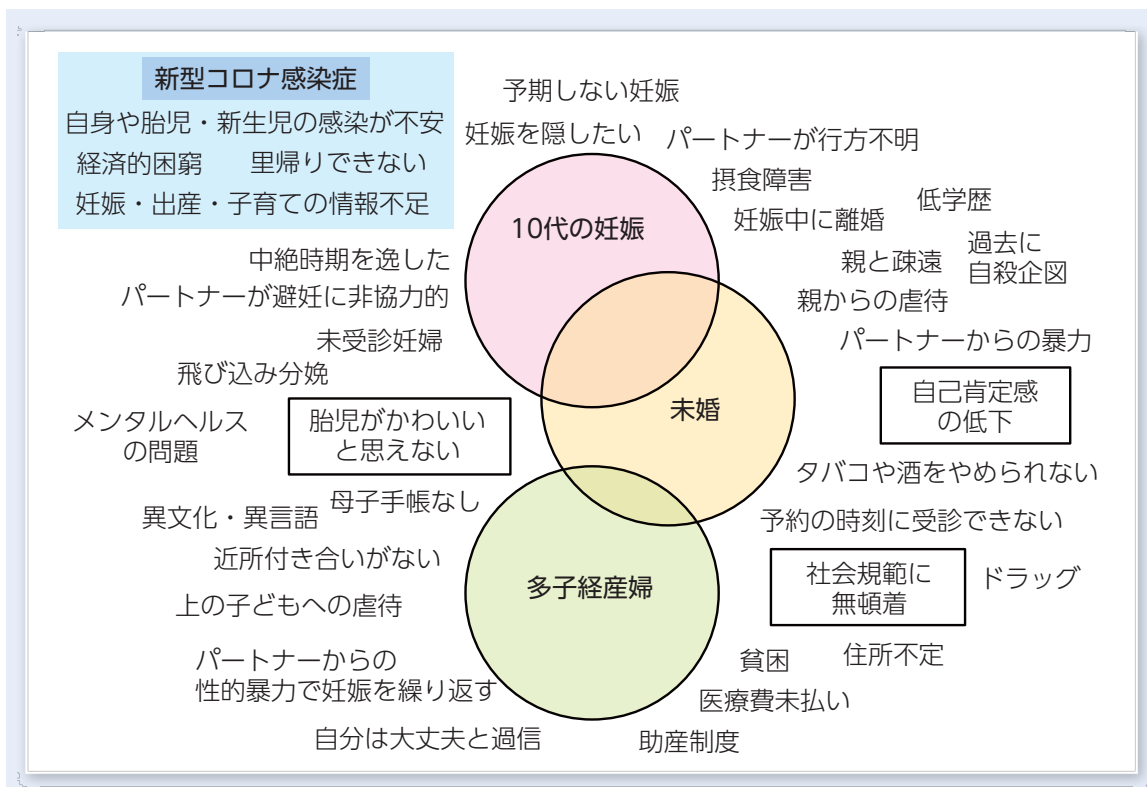 新型コロナ感染症
自身や胎児・新生児の感染が不安
経済的困窮　里帰りできない
妊娠・出産・子育ての情報不足
予期しない妊娠
妊娠を隠したい
パートナーが行方不明
摂食障害
低学歴
妊娠中に離婚
過去に
自殺企図
親と疎遠
親からの虐待
パートナーからの暴力
10代の妊娠
中絶時期を逸した
パートナーが避妊に非協力的
未受診妊婦
飛び込み分娩
メンタルヘルス
の問題
胎児がかわいい
と思えない
未婚
自己肯定感
の低下
タバコや酒をやめられない
母子手帳なし
異文化・異言語
予約の時刻に受診できない
近所付き合いがない
社会規範に
無頓着
ドラッグ
多子経産婦
上の子どもへの虐待
パートナーからの
性的暴力で妊娠を繰り返す
貧困
住所不定
医療費未払い
自分は大丈夫と過信
助産制度